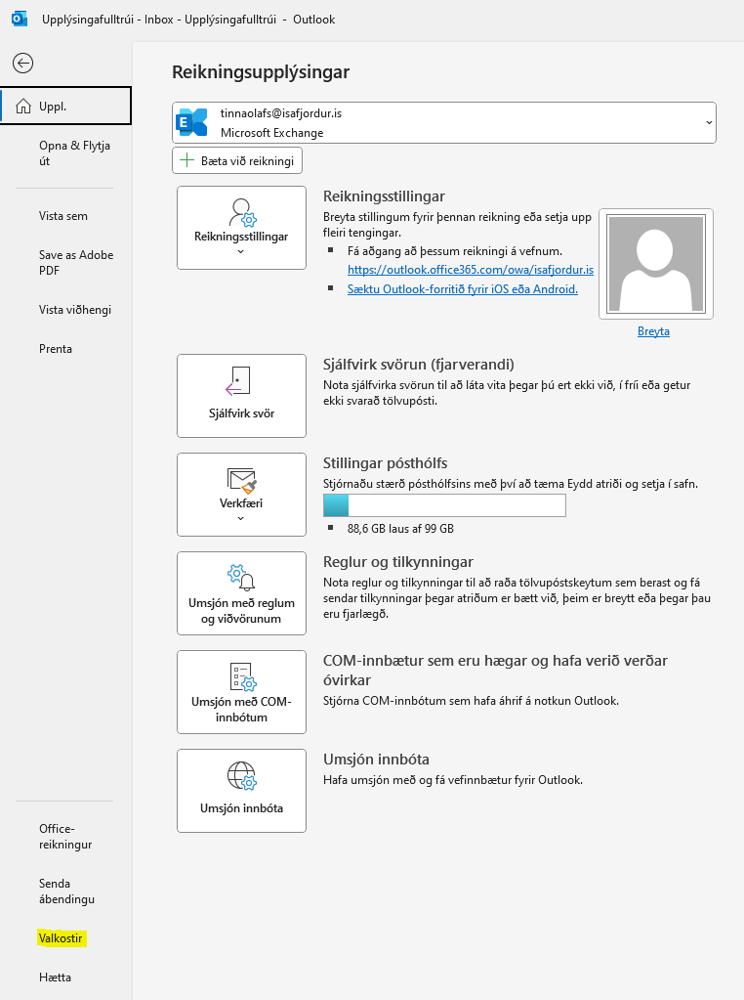 Upplýsingafulltrúi - Inbox - Upplýsingafulltrúi - Outlook
Uppl.
Opna & Flytja
út
Vista sem
Save as Adobe
PDF
Vista viðhengi
Prenta
Office-
reikningur
Senda
ábendingu
Valkostir
Hætta
Reikningsupplýsingar
tinnaolafs@isafjordur.is
Microsoft Exchange
Bæta við reikningi
Reikningsstillingar
Reikningsstillingar
Breyta stillingum fyrir þennan reikning eða setja upp
fleiri tengingar.
Fá aðgang að þessum reikningi á vefnum.
https://outlook.office365.com/owa/isafjordur.is
Sæktu Outlook-forritið fyrir iOS eða Android.
Breyta
Sjálfvirk svör
Sjálfvirk svörun (fjarverandi)
Nota sjálfvirka svörun til að láta vita þegar þú ert ekki við, í fríi eða getur
ekki svarað tölvupósti.
Verkfæri
Stillingar pósthólfs
Stjórnaðu stærð pósthólfsins með því að tæma Eydd atriði og setja í safn.
88,6 GB laus af 99 GB
Umsjón með reglum
og viðvörunum
Reglur og tilkynningar
Nota reglur og tilkynningar til að raða tölvupóstskeytum sem berast og fá
sendar tilkynningar þegar atriðum er bætt við, þeim er breytt eða þegar þau
eru fjarlægð.
Umsjón með COM-
innbótum
COM-innbætur sem eru hægar og hafa verið verðar
óvirkar
Stjórna COM-innbótum sem hafa áhrif á notkun Outlook.
Umsjón innbóta
Umsjón innbóta
Hafa umsjón með og fá vefinnbætur fyrir Outlook.